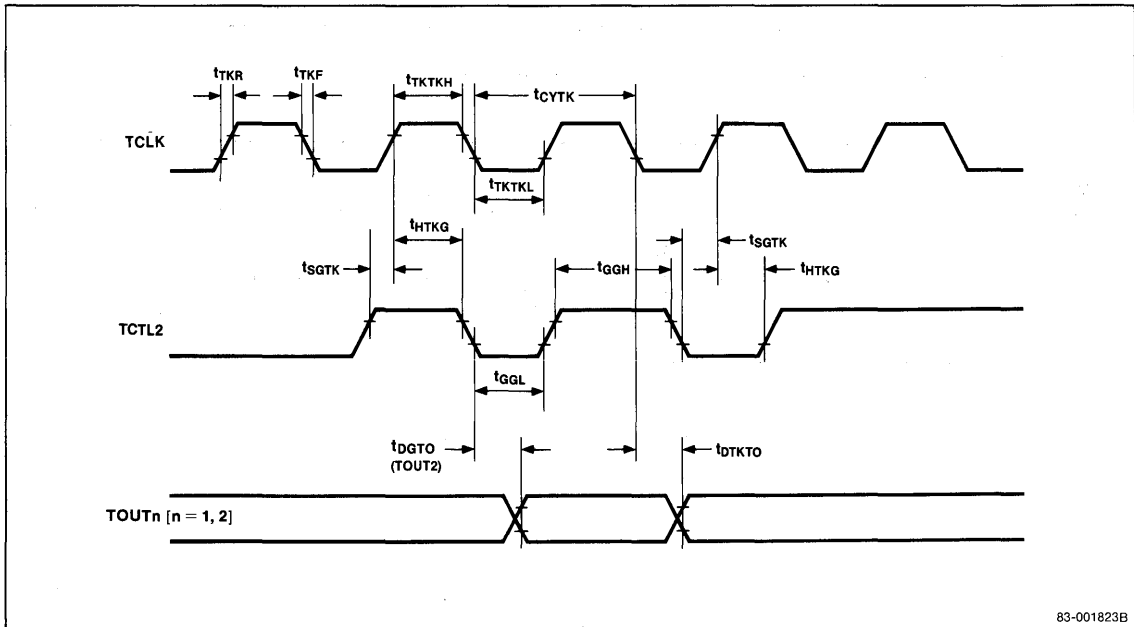 tTKR
tTKF
tTKTKH
tCYTK
TCLK
tTKTKL
tHTKG
tSGTK
tSGTK
tGGH
tHTKG
TCTL2
tGGL
tDGTO
(TOUT2)
tDTKTO
TOUTn [n = 1, 2]
83-001823B